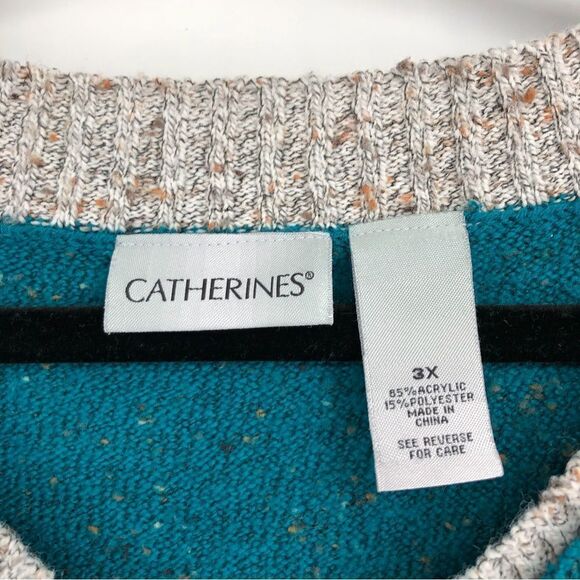 CATHERINES®
3X
85% ACRYLIC
15% POLYESTER
MADE IN
CHINA
SEE REVERSE
FOR CARE